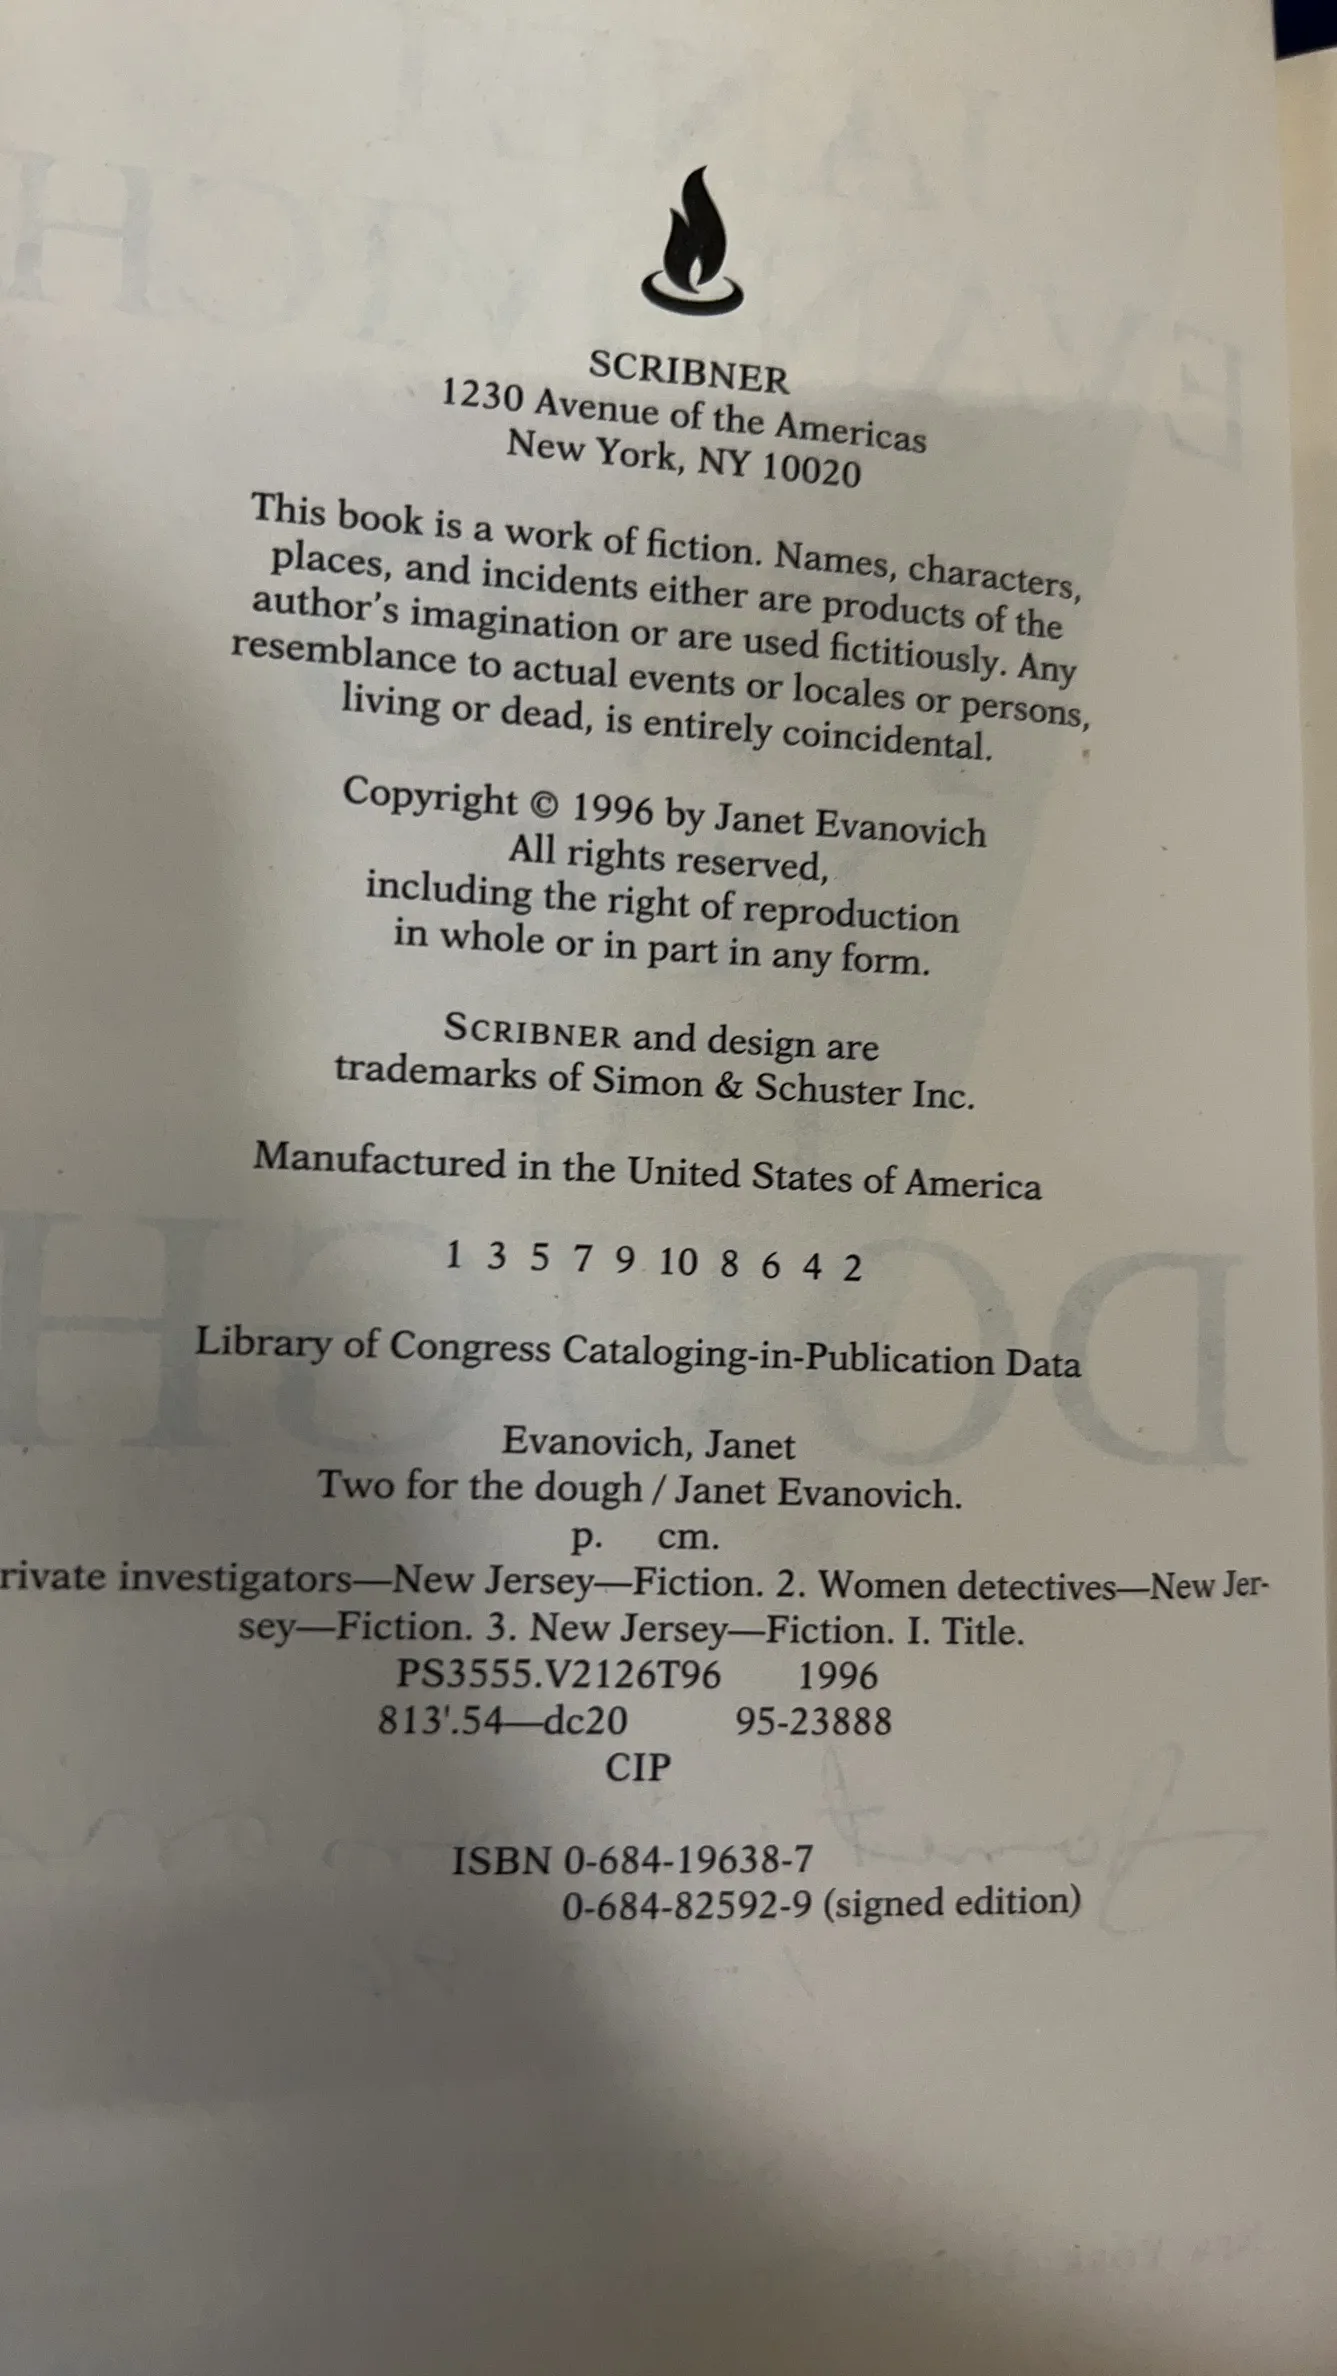 SCRIBNER
1230 Avenue of the Americas
New York, NY 10020
This book is a work of fiction. Names, characters,
places, and incidents either are products of the
author's imagination or are used fictitiously. Any
resemblance to actual events or locales or persons,
living or dead, is entirely coincidental.
Copyright © 1996 by Janet Evanovich
All rights reserved,
including the right of reproduction
in whole or in part in any form.
SCRIBNER and design are
trademarks of Simon & Schuster Inc.
Manufactured in the United States of America
1 3 5 7 9 10 8 6 4 2
Library of Congress Cataloging-in-Publication Data
Evanovich, Janet
Two for the dough / Janet Evanovich.
p. cm.
rivate investigators—New Jersey—Fiction. 2. Women detectives—New Jer-
sey—Fiction. 3. New Jersey—Fiction. I. Title.
PS3555.V2126T96 1996
813'.54—dc20 95-23888
CIP
ISBN 0-684-19638-7
0-684-82592-9 (signed edition)